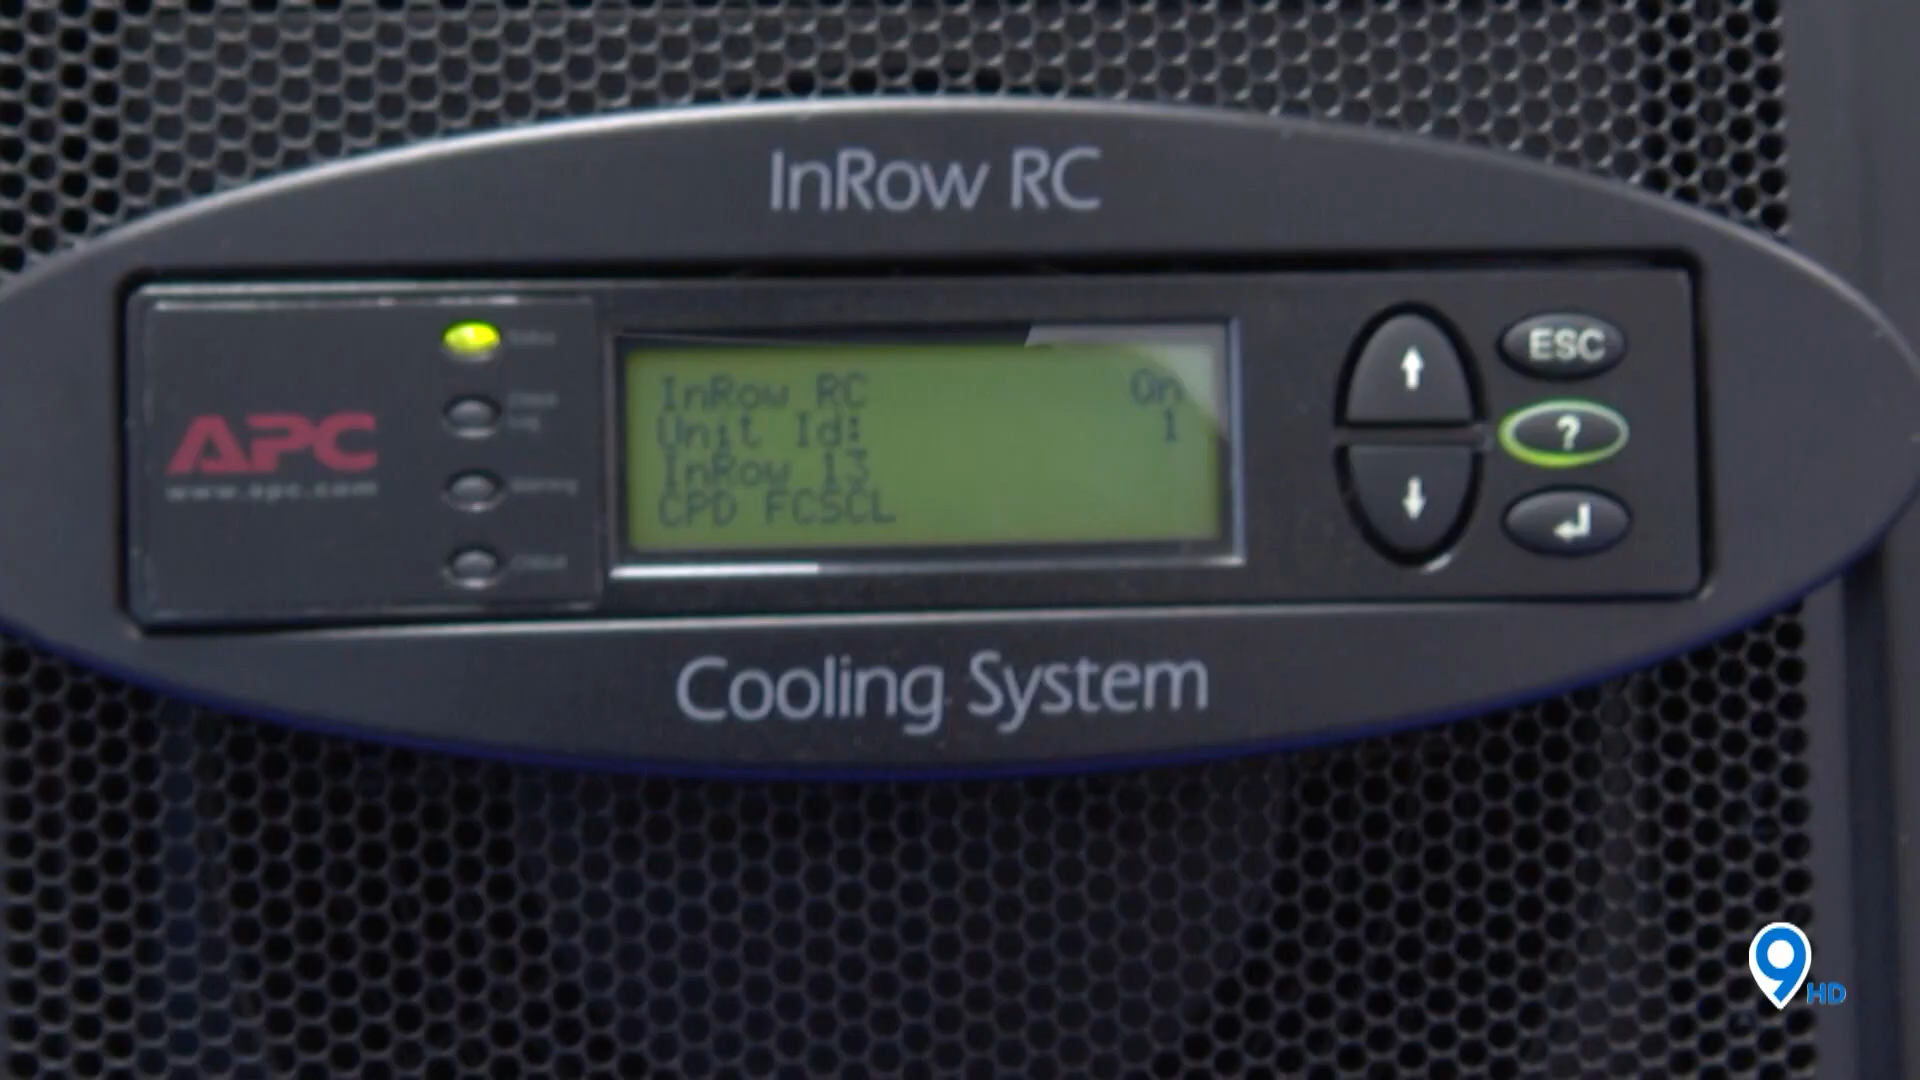 InRow RC
APC
www.apc.com
InRow RC On
Unit Id: 1
InRow 13
CPD FCSCL
ESC
?
Cooling System
9 HD